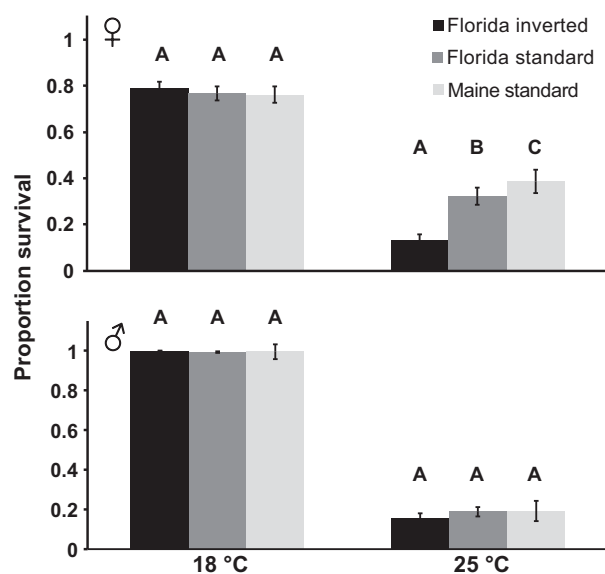 Florida inverted
Florida standard
Maine standard
Proportion survival
♀
1
0.8
0.6
0.4
0.2
0
A A A
A B C
♂
1
0.8
0.6
0.4
0.2
0
A A A
A A A
18 °C 25 °C